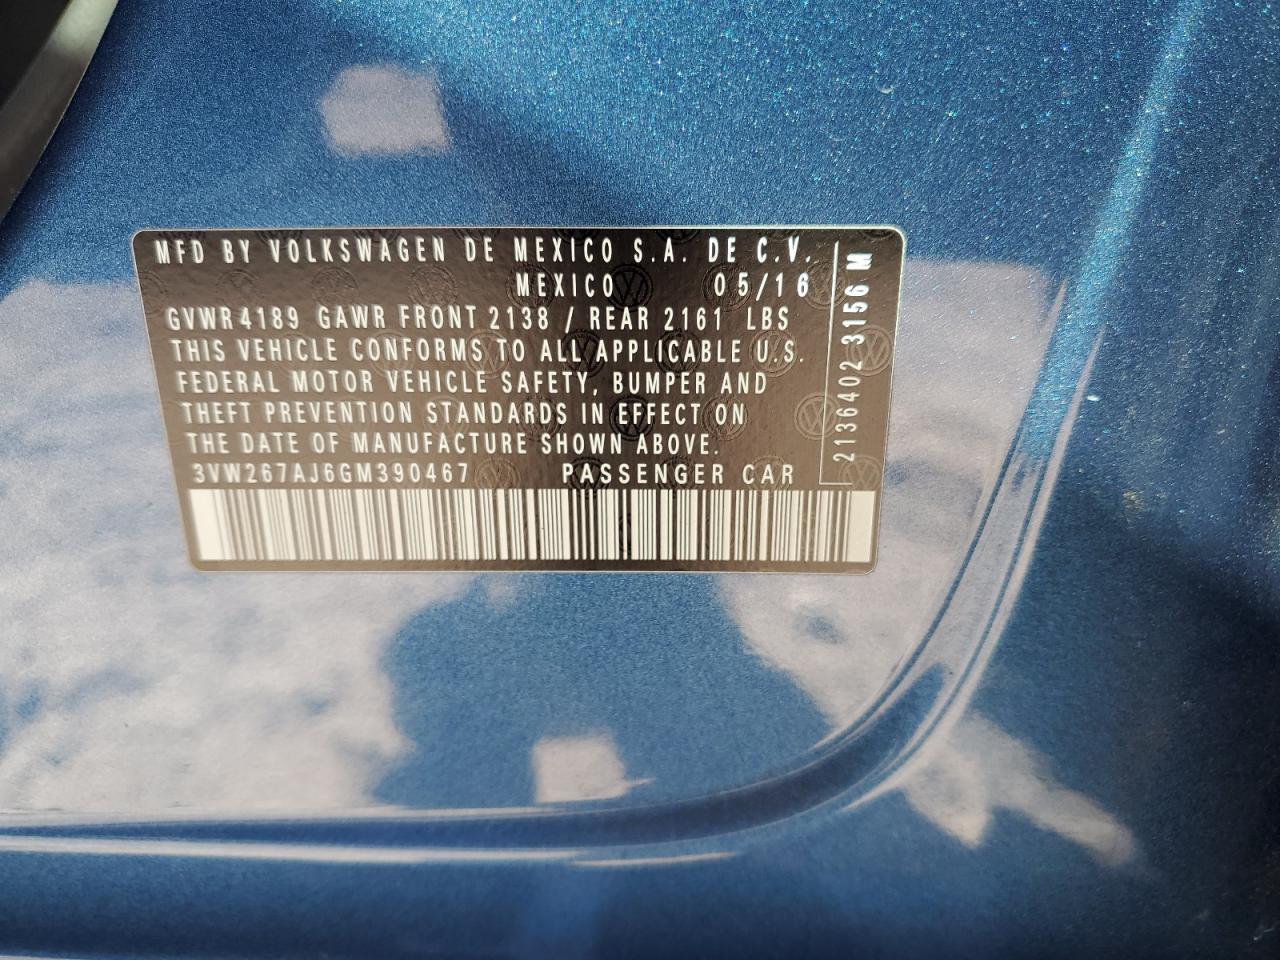 MFD BY VOLKSWAGEN DE MEXICO S.A. DE C.V.
MEXICO 05/16
GVWR 4189 GAWR FRONT 2138 / REAR 2161 LBS
THIS VEHICLE CONFORMS TO ALL APPLICABLE U.S.
FEDERAL MOTOR VEHICLE SAFETY, BUMPER AND
THEFT PREVENTION STANDARDS IN EFFECT ON
THE DATE OF MANUFACTURE SHOWN ABOVE.
3VW267AJ6GM390467 PASSENGER CAR
2136402 3156 M